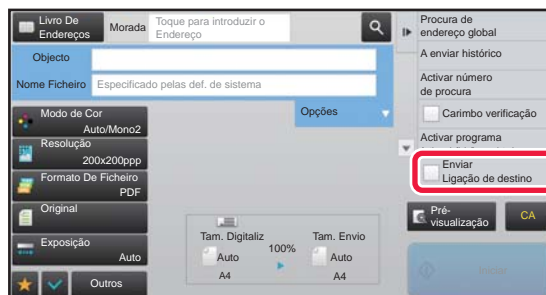 Livro De
Endereços
Morada
Toque para introduzir o
Endereço
Objecto
Nome Ficheiro
Especificado pelas def. de sistema
Opções
Modo de Cor
Auto/Mono2
Resolução
200x200ppp
Formato De Ficheiro
PDF
Original
Exposição
Auto
Outros
Tam. Digitaliz
100%
Tam. Envio
Auto
A4
Auto
A4
Procura de
endereço global
A enviar histórico
Activar número
de procura
Carimbo verificação
Activar programa
Enviar
Ligação de destino
Pré-
visualização
CA
Iniciar